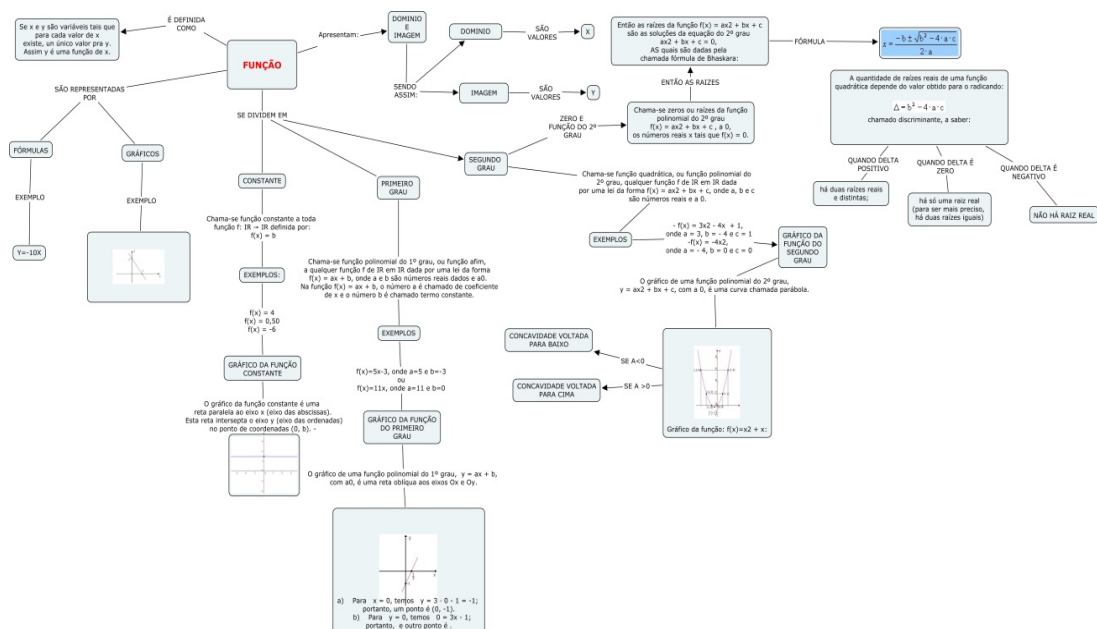 Se x e y são variáveis tais que
para cada valor de x
existe, un único valor pra y.
Assim y é uma função de x.
É DEFINIDA
COMO
FUNÇÃO
Apresentam:
DOMINIO
E
IMAGEM
SENDO
ASSIM:
DOMINIO
SÃO
VALORES
X
IMAGEM
SÃO
VALORES
Y
SÃO REPRESENTADAS
POR
FÓRMULAS
EXEMPLO
Y=-10X
GRÁFICOS
EXEMPLO
SE DIVIDEM EM
CONSTANTE
Chama-se função constante a toda
função f: IR → IR definida por:
f(x) = b
EXEMPLOS:
f(x) = 4
f(x) = 0,50
f(x) = -6
GRÁFICO DA FUNÇÃO
CONSTANTE
O gráfico da função constante é uma
reta paralela ao eixo x (eixo das abscissas).
Esta reta intersepta o eixo y (eixo das ordenadas)
no ponto de coordenadas (0, b). -
PRIMEIRO
GRAU
Chama-se função polinomial do 1º grau, ou função afim,
a qualquer função f de IR em IR dada por uma lei da forma
f(x) = ax + b, onde a e b são números reais dados e a0.
Na função f(x) = ax + b, o número a é chamado de coeficiente
de x e o número b é chamado termo constante.
EXEMPLOS
f(x)=5x-3, onde a=5 e b=-3
ou
f(x)=11x, onde a=11 e b=0
GRÁFICO DA FUNÇÃO
DO PRIMEIRO
GRAU
O gráfico de uma função polinomial do 1º grau, y = ax + b,
com a0, é uma reta oblíqua aos eixos Ox e Oy.
a) Para x = 0, temos y = 3 · 0 - 1 = -1;
portanto, um ponto é (0, -1).
b) Para y = 0, temos 0 = 3x - 1;
portanto, e outro ponto é .
SEGUNDO
GRAU
ZERO E
FUNÇÃO DO 2ª
GRAU
Chama-se zeros ou raízes da função
polinomial do 2º grau
f(x) = ax2 + bx + c , a 0,
os números reais x tais que f(x) = 0.
ENTÃO AS RAIZES
Então as raízes da função f(x) = ax2 + bx + c
são as soluções da equação do 2º grau
ax2 + bx + c = 0,
AS quais são dadas pela
chamada fórmula de Bhaskara:
FÓRMULA
x = (-b ± √(b² - 4·a·c)) / (2·a)
A quantidade de raízes reais de uma função
quadrática depende do valor obtido para o radicando:
Δ = b² - 4·a·c
chamado discriminante, a saber:
QUANDO DELTA
POSITIVO
há duas raízes reais
e distintas;
QUANDO DELTA É
ZERO
há só uma raiz real
(para ser mais preciso,
há duas raízes iguais)
QUANDO DELTA É
NEGATIVO
NÃO HÁ RAIZ REAL
Chama-se função quadrática, ou função polinomial do
2º grau, qualquer função f de IR em IR dada
por uma lei da forma f(x) = ax2 + bx + c, onde a, b e c
são números reais e a 0.
EXEMPLOS
- f(x) = 3x2 - 4x + 1,
onde a = 3, b = - 4 e c = 1
-f(x) = -4x2,
onde a = - 4, b = 0 e c = 0
GRÁFICO DA
FUNÇÃO DO
SEGUNDO
GRAU
O gráfico de uma função polinomial do 2º grau,
y = ax2 + bx + c, com a 0, é uma curva chamada parábola.
Gráfico da função: f(x)=x2 + x:
SE A<0
CONCAVIDADE VOLTADA
PARA BAIXO
SE A >0
CONCAVIDADE VOLTADA
PARA CIMA